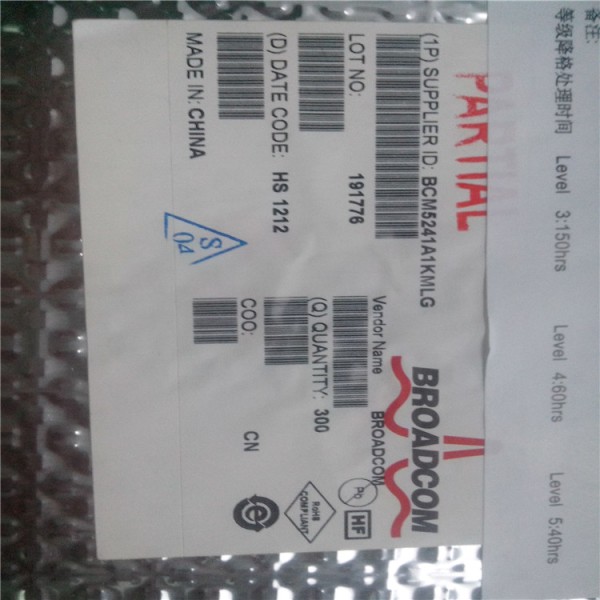 备注:
等级降格处理时间 Level 3:150hrs Level 4:60hrs Level 5:40hrs
PARTIAL
BROADCOM
(1P) SUPPLIER ID: BCM5241A1KMLG
Vendor Name BROADCOM
LOT NO: 191776
(Q) QUANTITY: 300
(D) DATE CODE: HS 1212
COO: CN
MADE IN: CHINA
S
04
Pb
HF
RoHS
COMPLIANT
e